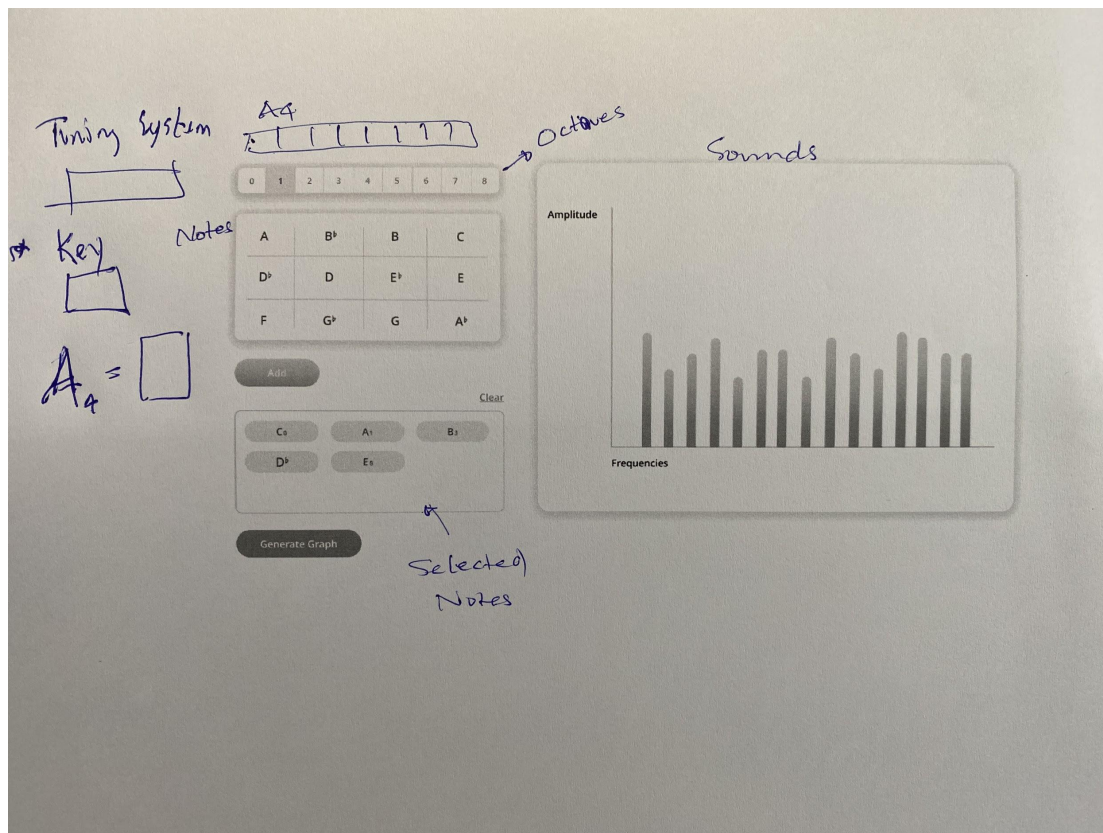 Tuning System
Key
A4 =
A4
Octaves
0 1 2 3 4 5 6 7 8
Notes
A B♭ B C
D♭ D E♭ E
F G♭ G A♭
Add
Clear
C0 A1 B3
D♭ E8
Generate Graph
Selected
Notes
Sounds
Amplitude
Frequencies